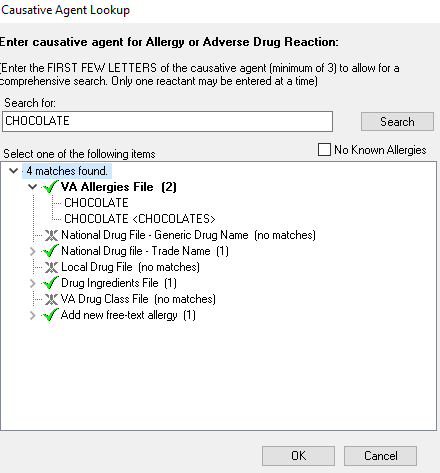 Causative Agent Lookup
Enter causative agent for Allergy or Adverse Drug Reaction:
(Enter the FIRST FEW LETTERS of the causative agent (minimum of 3) to allow for a
comprehensive search. Only one reactant may be entered at a time)
Search for:
CHOCOLATE
Search
No Known Allergies
Select one of the following items
4 matches found.
VA Allergies File (2)
CHOCOLATE
CHOCOLATE <CHOCOLATES>
National Drug File - Generic Drug Name (no matches)
National Drug file - Trade Name (1)
Local Drug File (no matches)
Drug Ingredients File (1)
VA Drug Class File (no matches)
Add new free-text allergy (1)
OK
Cancel